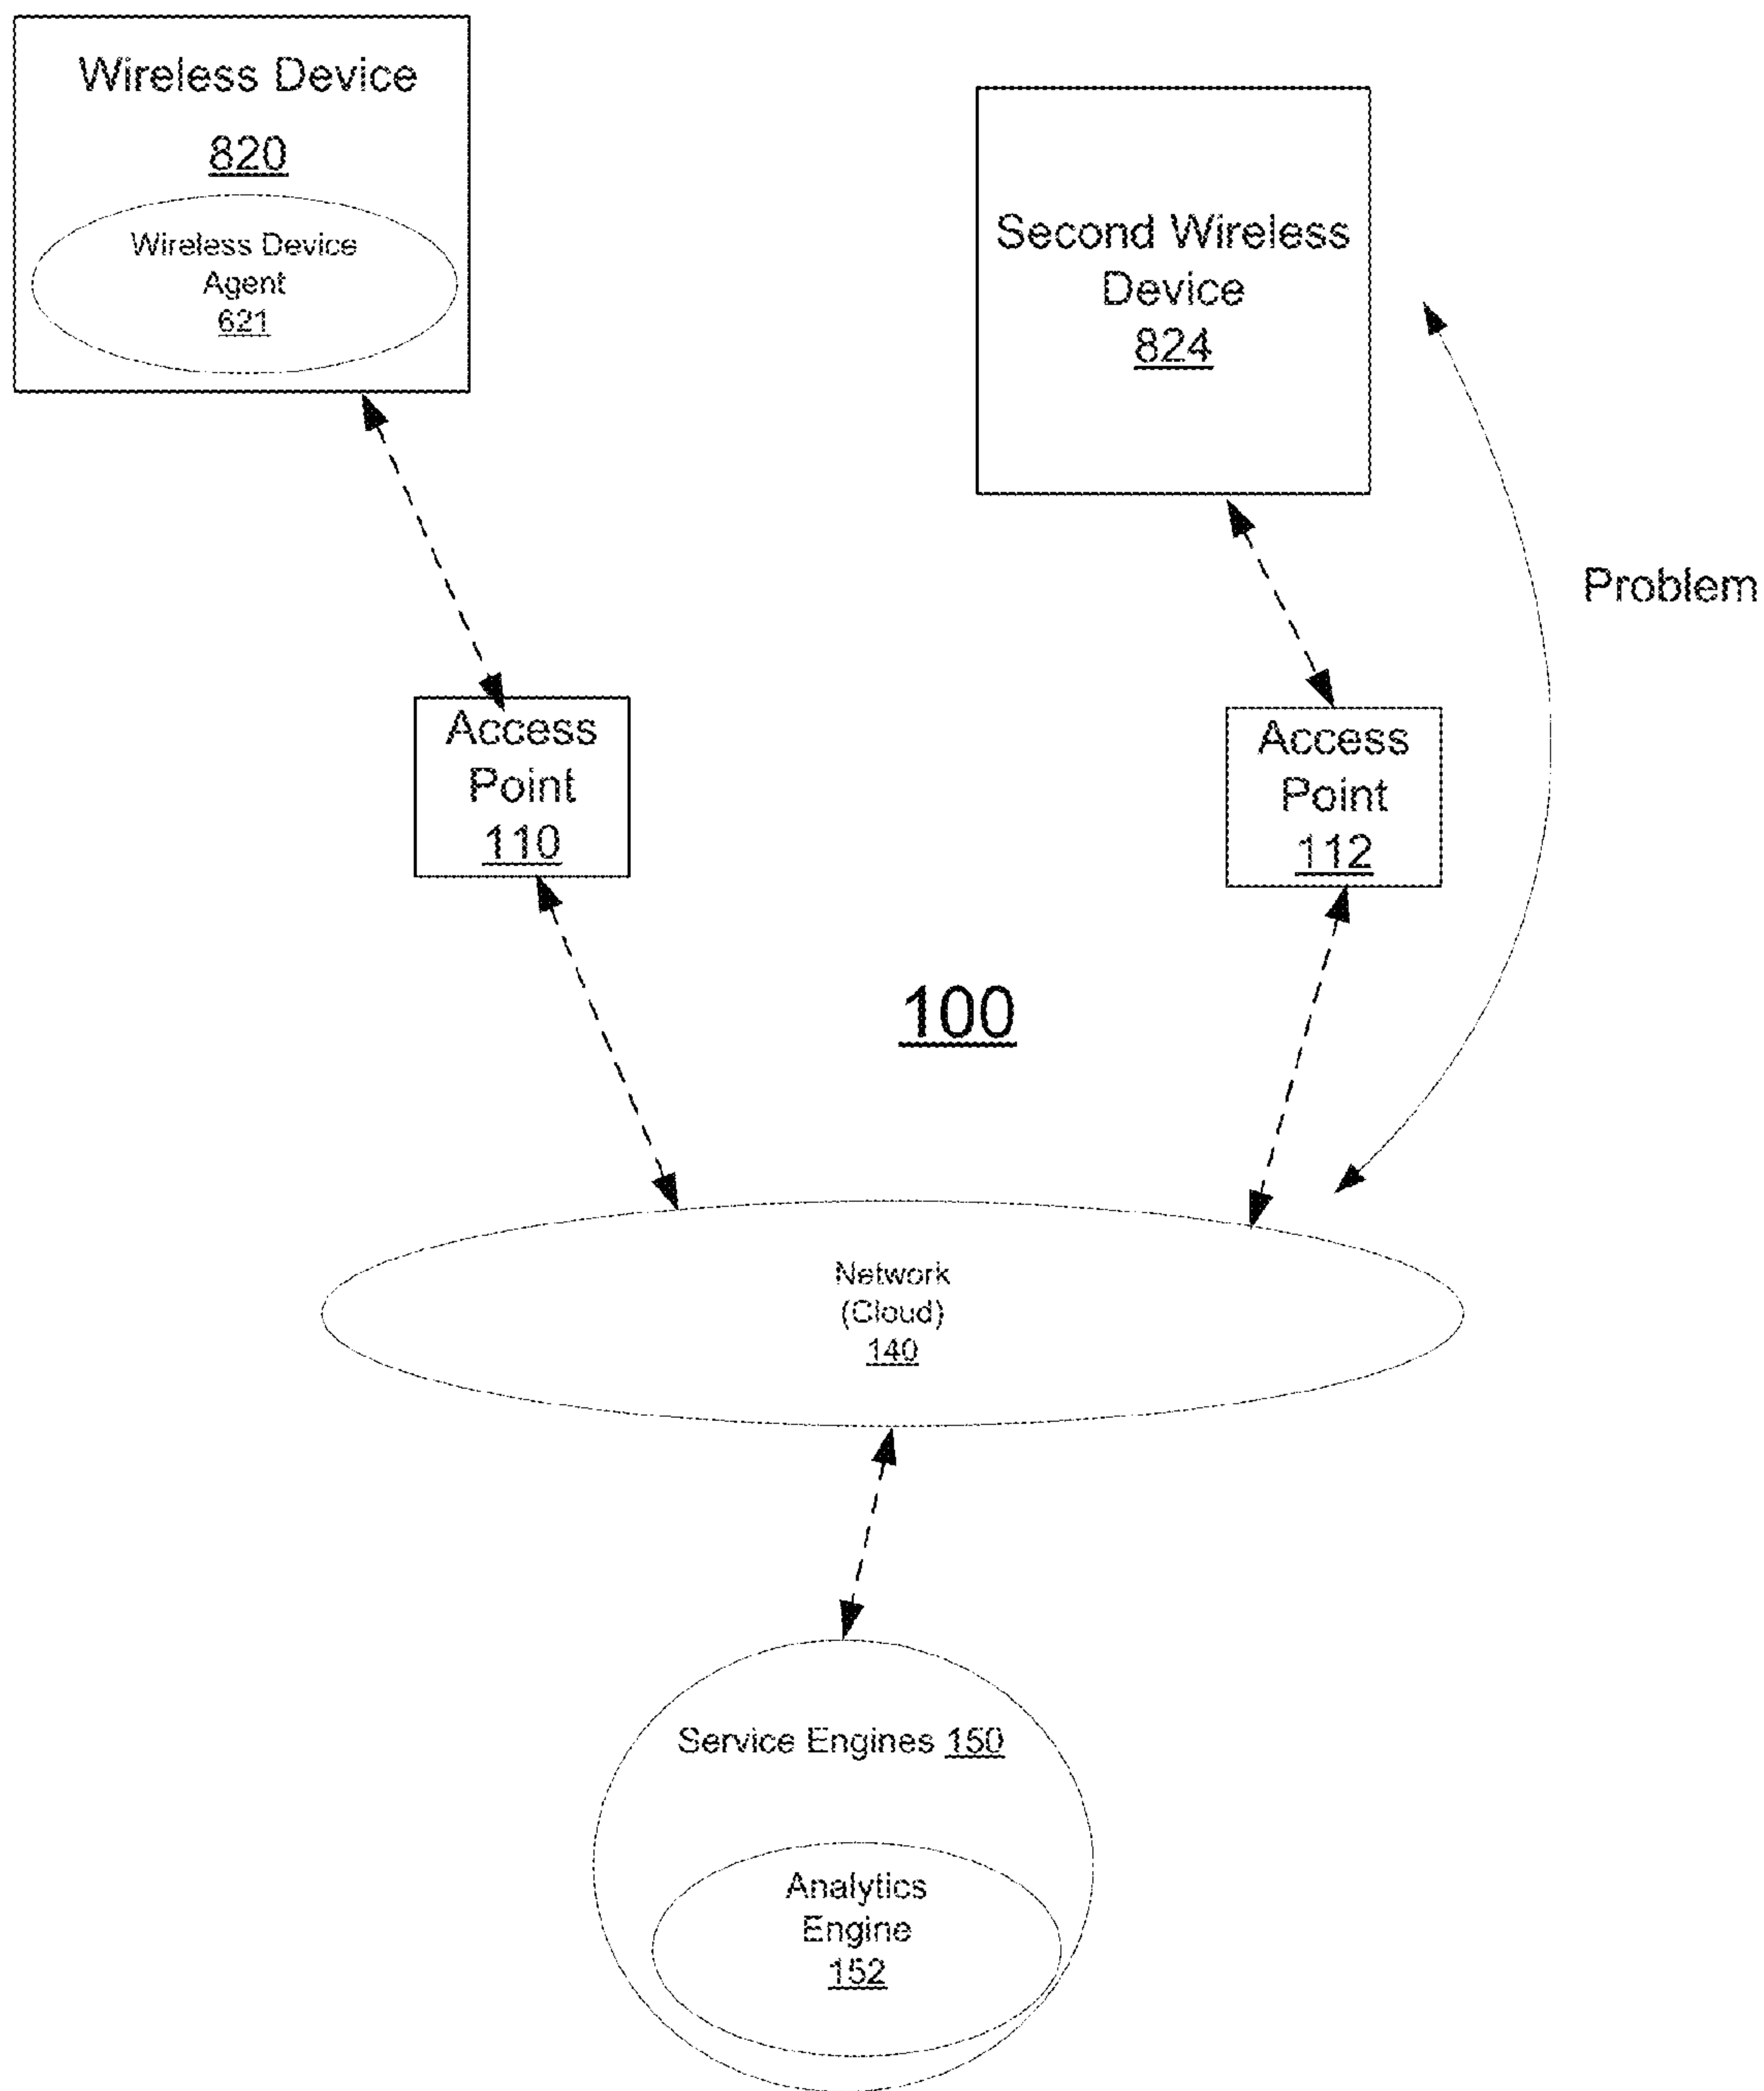 Wireless Device
820
Wireless Device
Agent
621
Second Wireless
Device
824
Problem
Access
Point
110
Access
Point
112
100
Network
(Cloud)
140
Service Engines 150
Analytics
Engine
152